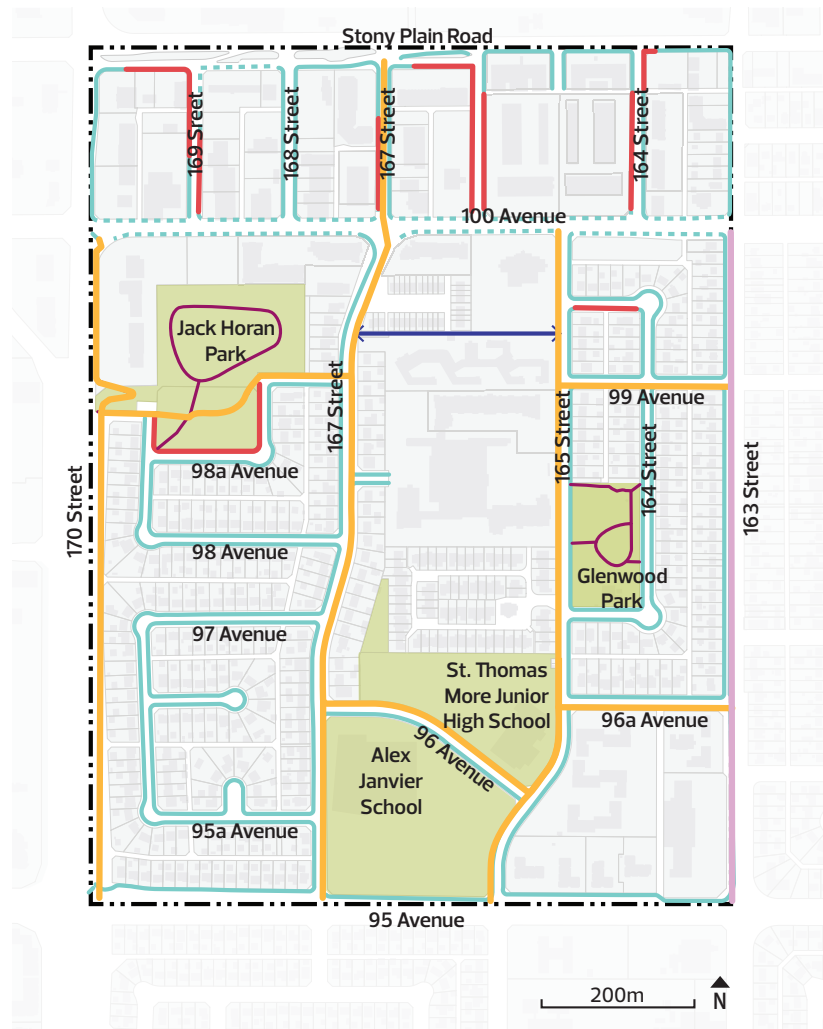 Stony Plain Road
169 Sreet
168 Street
167 Street
164 Street
100 Avenue
Jack Horan
Park
167 Street
99 Avenue
165 Street
164 Street
98a Avenue
170 Street
163 Street
98 Avenue
Glenwood
Park
97 Avenue
St. Thomas
More Junior
High School
96a Avenue
96 Avenue
Alex
Janvier
School
95a Avenue
95 Avenue
200m
N